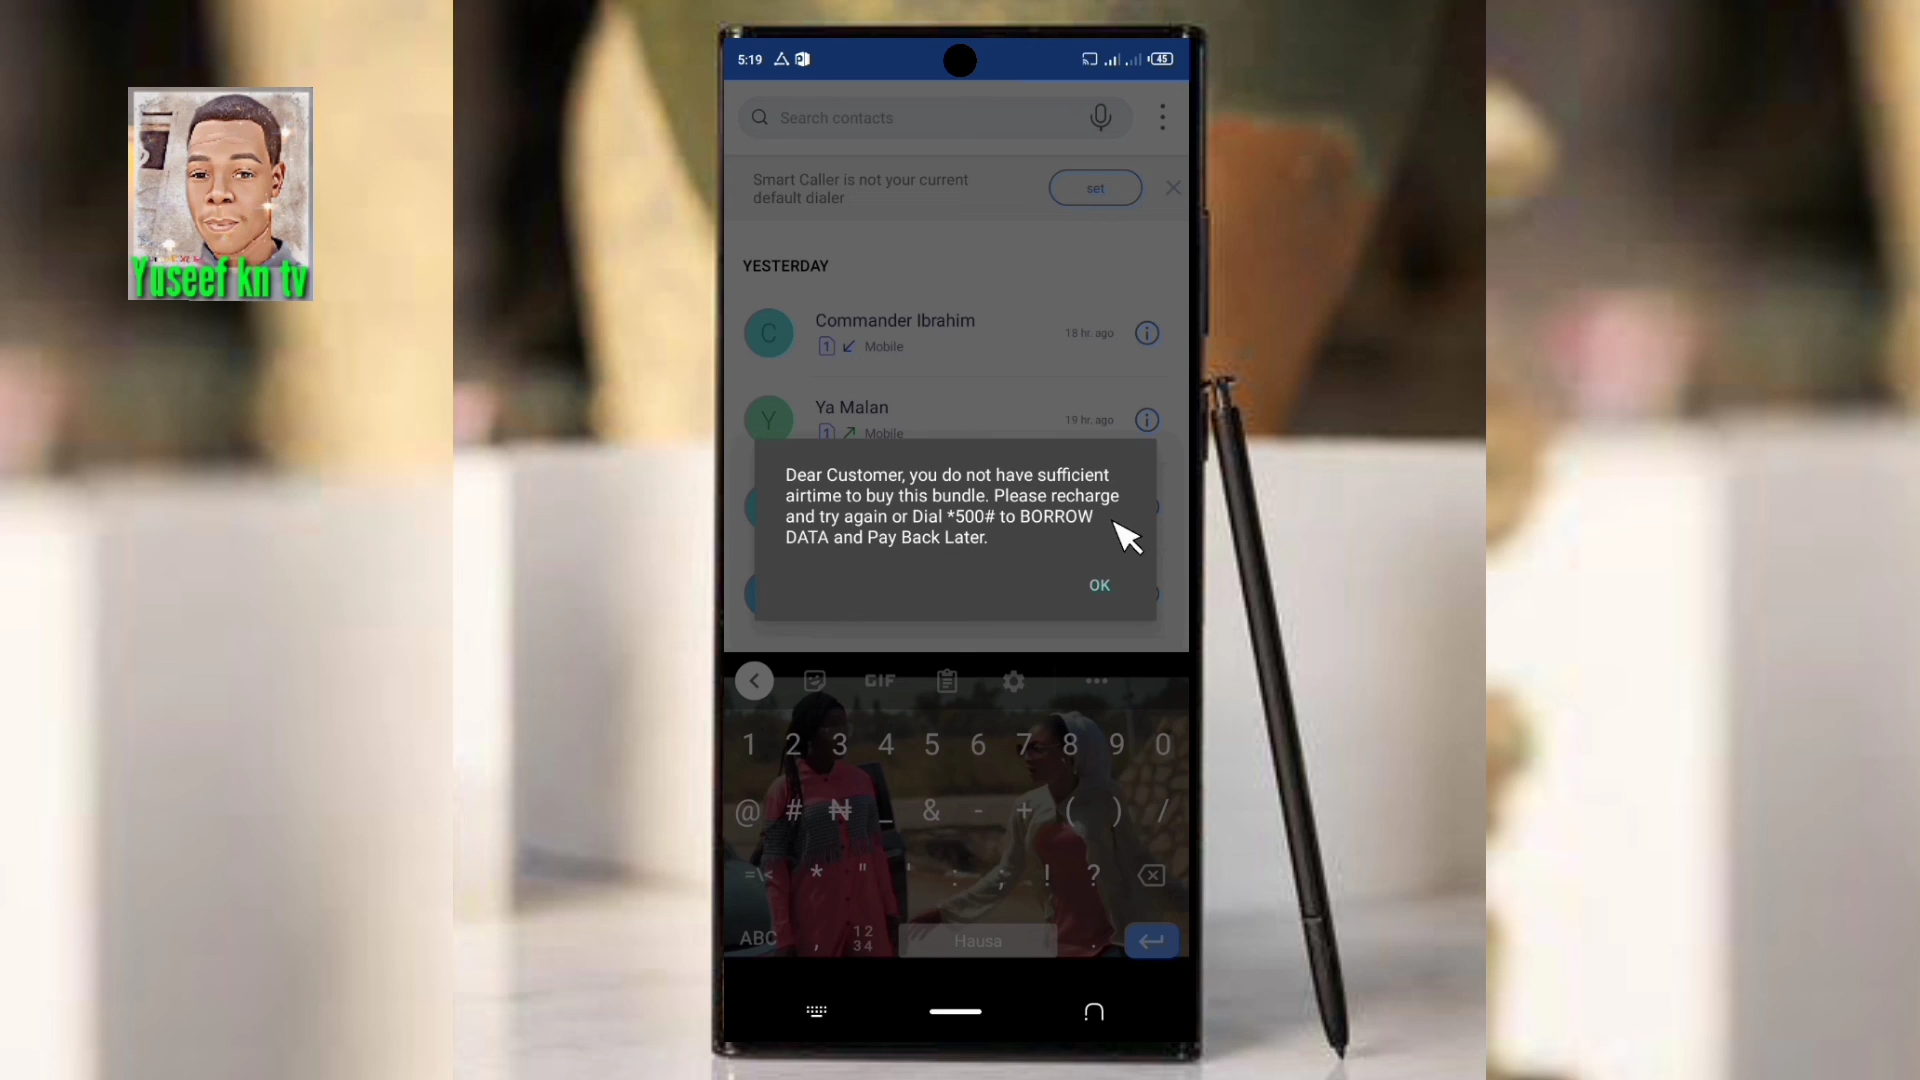 Yuseef kn tv
5:19
45
Search contacts
Smart Caller is not your current
default dialer
set
YESTERDAY
C
Commander Ibrahim
1
Mobile
18 hr. ago
Y
Ya Malan
1
Mobile
19 hr. ago
Dear Customer, you do not have sufficient
airtime to buy this bundle. Please recharge
and try again or Dial *500# to BORROW
DATA and Pay Back Later.
OK
GIF
1 2 3 4 5 6 7 8 9 0
@ # ₦ _ & - + ( ) /
=\< * " ' : ; ! ?
ABC , 12 Hausa .
34